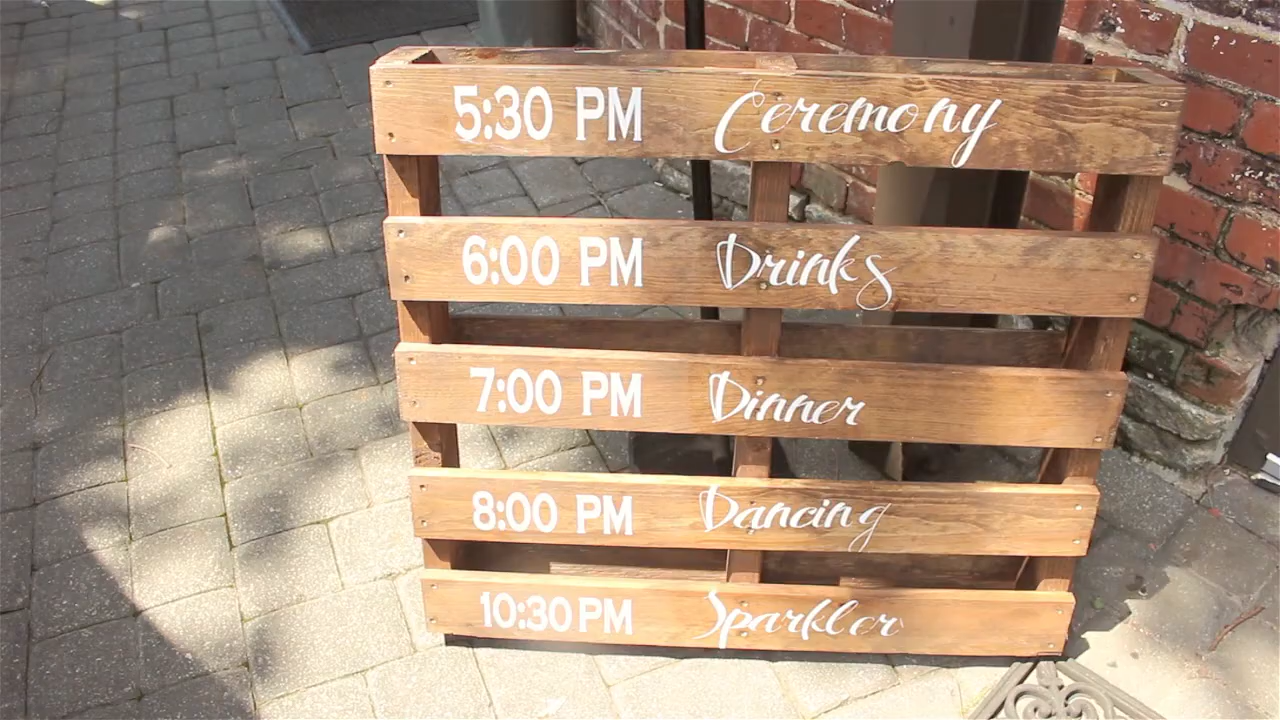 5:30 PM Ceremony
6:00 PM Drinks
7:00 PM Dinner
8:00 PM Dancing
10:30 PM Sparkler